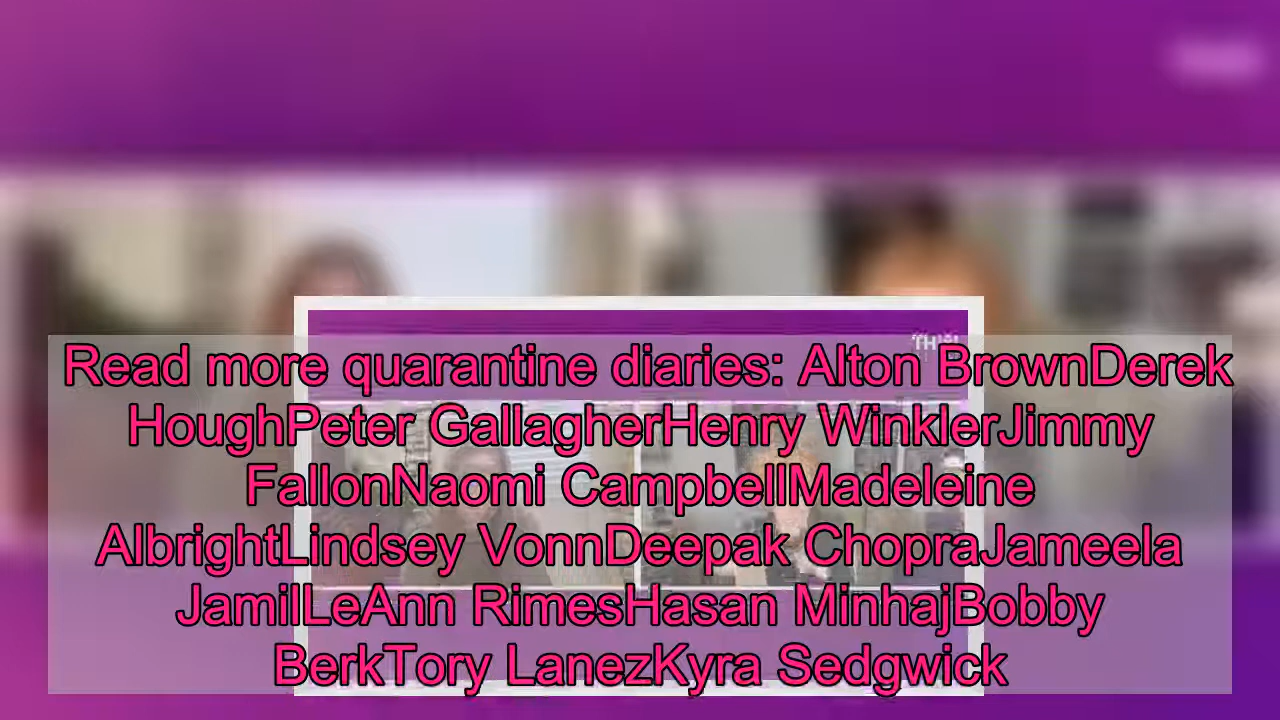 Read more quarantine diaries: Alton BrownDerek
HoughPeter GallagherHenry WinklerJimmy
FallonNaomi CampbellMadeleine
AlbrightLindsey VonnDeepak ChopraJameela
JamilLeAnn RimesHasan MinhajBobby
BerkTory LanezKyra Sedgwick